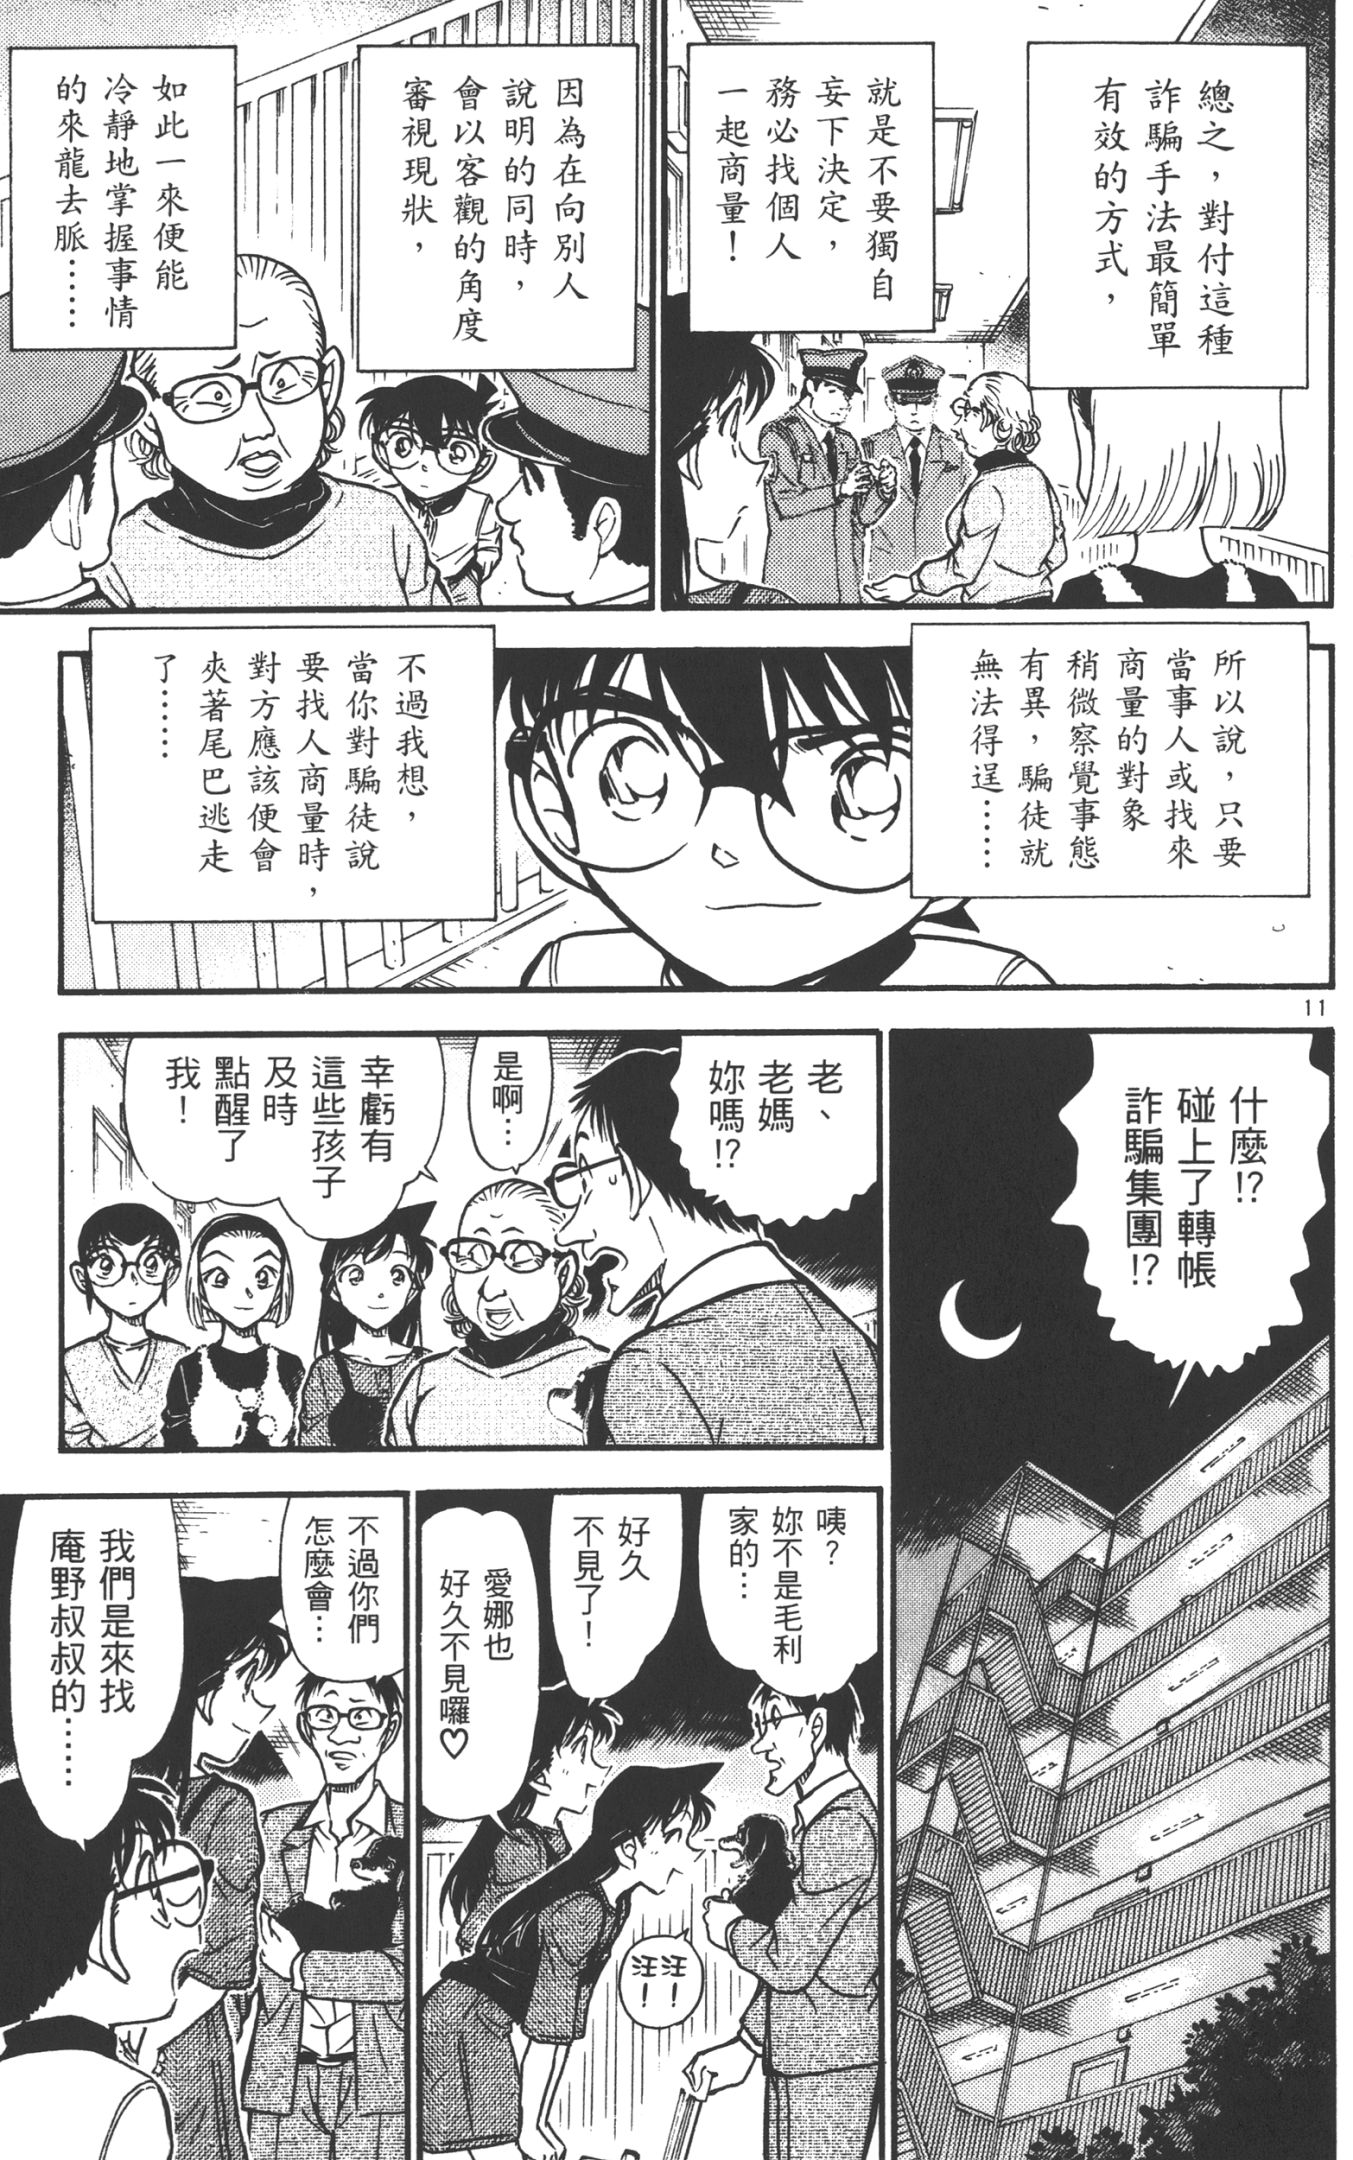 總之，對付這種
詐騙手法最簡單
有效的方式，
就是不要獨自
妄下決定，
務必找個人
一起商量！
因為在向別人
說明的同時，
會以客觀的角度
審視現狀，
如此一來便能
冷靜地掌握事情
的來龍去脈……
所以說，只要
當事人或找來
商量的對象
稍微察覺事態
有異，騙徒就
無法得逞……
不過我想，
當你對騙徒說
要找人商量時，
對方應該便會
夾著尾巴逃走
了……
11
什麼!?
碰上了轉帳
詐騙集團!?
老、
老媽
妳嗎!?
是啊…
幸虧有
這些孩子
及時
點醒了
我！
咦？
妳不是毛利
家的…
好久
不見了！
愛娜也
好久不見囉♡
汪汪
！！
不過你們
怎麼會…
我們是來找
庵野叔叔的……